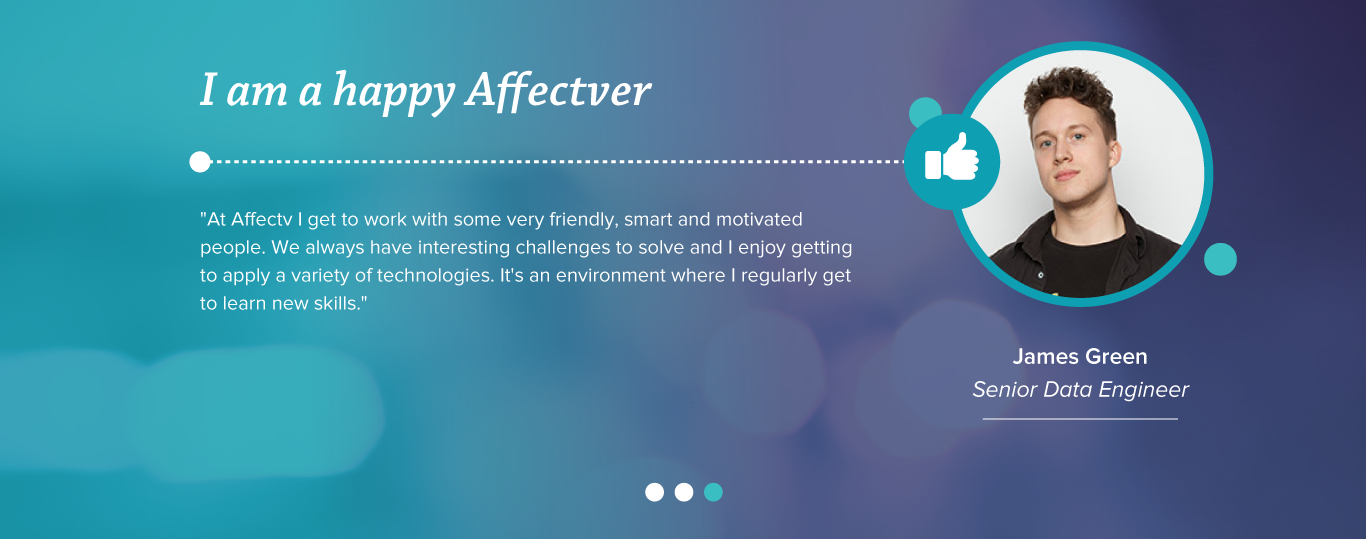 I am a happy Affectver
"At Affectv I get to work with some very friendly, smart and motivated
people. We always have interesting challenges to solve and I enjoy getting
to apply a variety of technologies. It's an environment where I regularly get
to learn new skills."
James Green
Senior Data Engineer